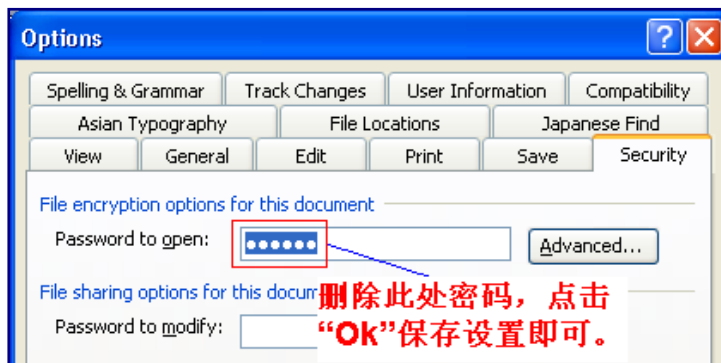 Options
Spelling & Grammar Track Changes User Information Compatibility
Asian Typography File Locations Japanese Find
View General Edit Print Save Security
File encryption options for this document
Password to open: ●●●●●● Advanced...
File sharing options for this docum
删除此处密码，点击
Password to modify:
“Ok”保存设置即可。